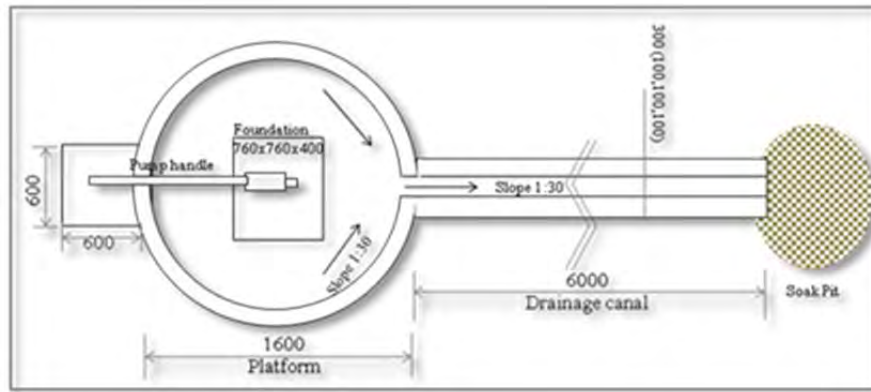 300 (100,100,100)
Foundation
760x760x400
Pump handle
600
600
Slope 1:30
Slope 1:30
6000
Drainage canal
Soak Pit
1600
Platform